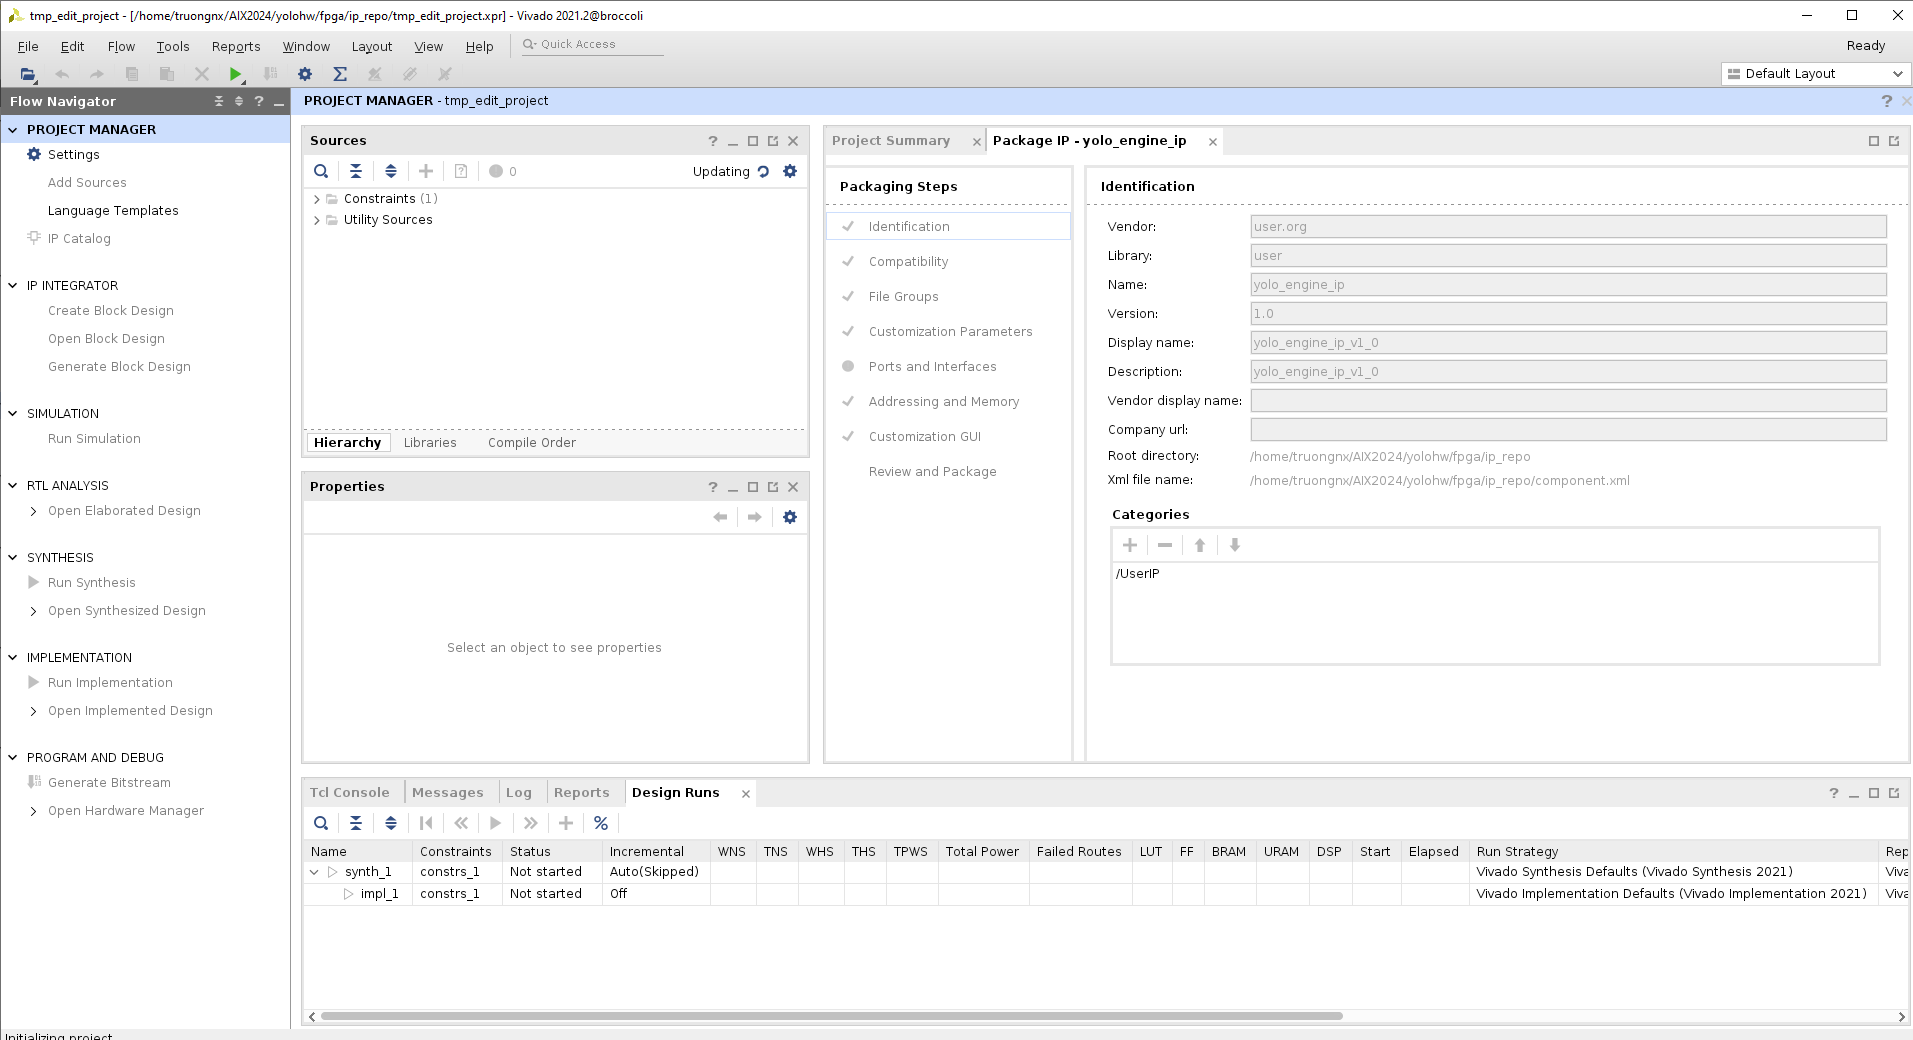 tmp_edit_project - [/home/truongnx/AIX2024/yolohw/fpga/ip_repo/tmp_edit_project.xpr] - Vivado 2021.2@broccoli
File Edit Flow Tools Reports Window Layout View Help Quick Access Ready
Default Layout
Flow Navigator
PROJECT MANAGER
Settings
Add Sources
Language Templates
IP Catalog
IP INTEGRATOR
Create Block Design
Open Block Design
Generate Block Design
SIMULATION
Run Simulation
RTL ANALYSIS
Open Elaborated Design
SYNTHESIS
Run Synthesis
Open Synthesized Design
IMPLEMENTATION
Run Implementation
Open Implemented Design
PROGRAM AND DEBUG
Generate Bitstream
Open Hardware Manager
PROJECT MANAGER - tmp_edit_project
Sources
0 Updating
Constraints (1)
Utility Sources
Hierarchy Libraries Compile Order
Properties
Select an object to see properties
Project Summary Package IP - yolo_engine_ip
Packaging Steps
Identification
Compatibility
File Groups
Customization Parameters
Ports and Interfaces
Addressing and Memory
Customization GUI
Review and Package
Identification
Vendor: user.org
Library: user
Name: yolo_engine_ip
Version: 1.0
Display name: yolo_engine_ip_v1_0
Description: yolo_engine_ip_v1_0
Vendor display name:
Company url:
Root directory: /home/truongnx/AIX2024/yolohw/fpga/ip_repo
Xml file name: /home/truongnx/AIX2024/yolohw/fpga/ip_repo/component.xml
Categories
/UserIP
Tcl Console Messages Log Reports Design Runs
Name Constraints Status Incremental WNS TNS WHS THS TPWS Total Power Failed Routes LUT FF BRAM URAM DSP Start Elapsed Run Strategy Rep
synth_1 constrs_1 Not started Auto(Skipped) Vivado Synthesis Defaults (Vivado Synthesis 2021) Viva
impl_1 constrs_1 Not started Off Vivado Implementation Defaults (Vivado Implementation 2021) Viva
Initializing project